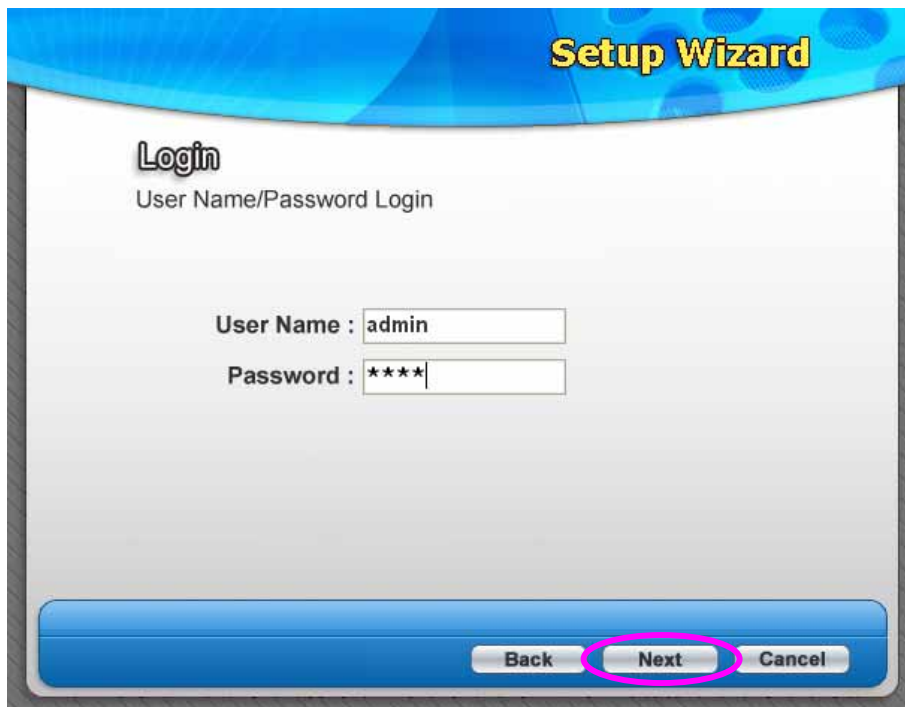 Setup Wizard
Login
User Name/Password Login
User Name : admin
Password : ****
Back Next Cancel